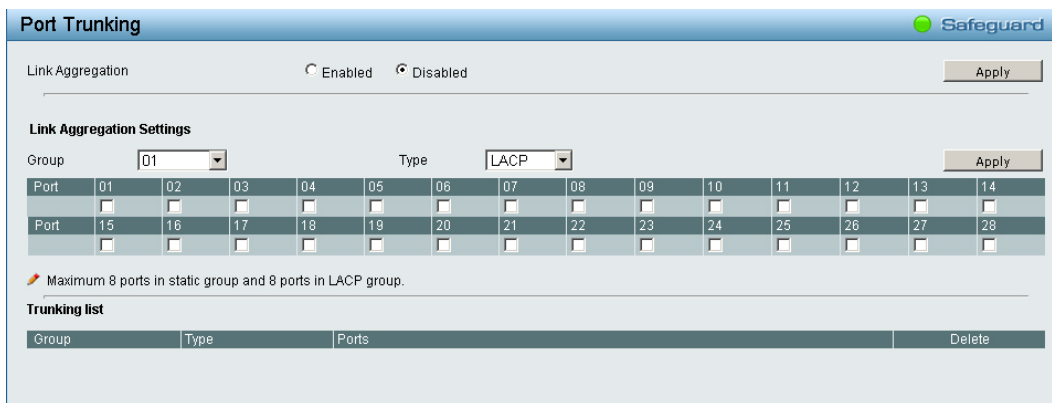 Port Trunking Safeguard
Link Aggregation Enabled Disabled Apply
Link Aggregation Settings
Group 01 Type LACP Apply
Port 01 02 03 04 05 06 07 08 09 10 11 12 13 14
Port 15 16 17 18 19 20 21 22 23 24 25 26 27 28
Maximum 8 ports in static group and 8 ports in LACP group.
Trunking list
Group Type Ports Delete